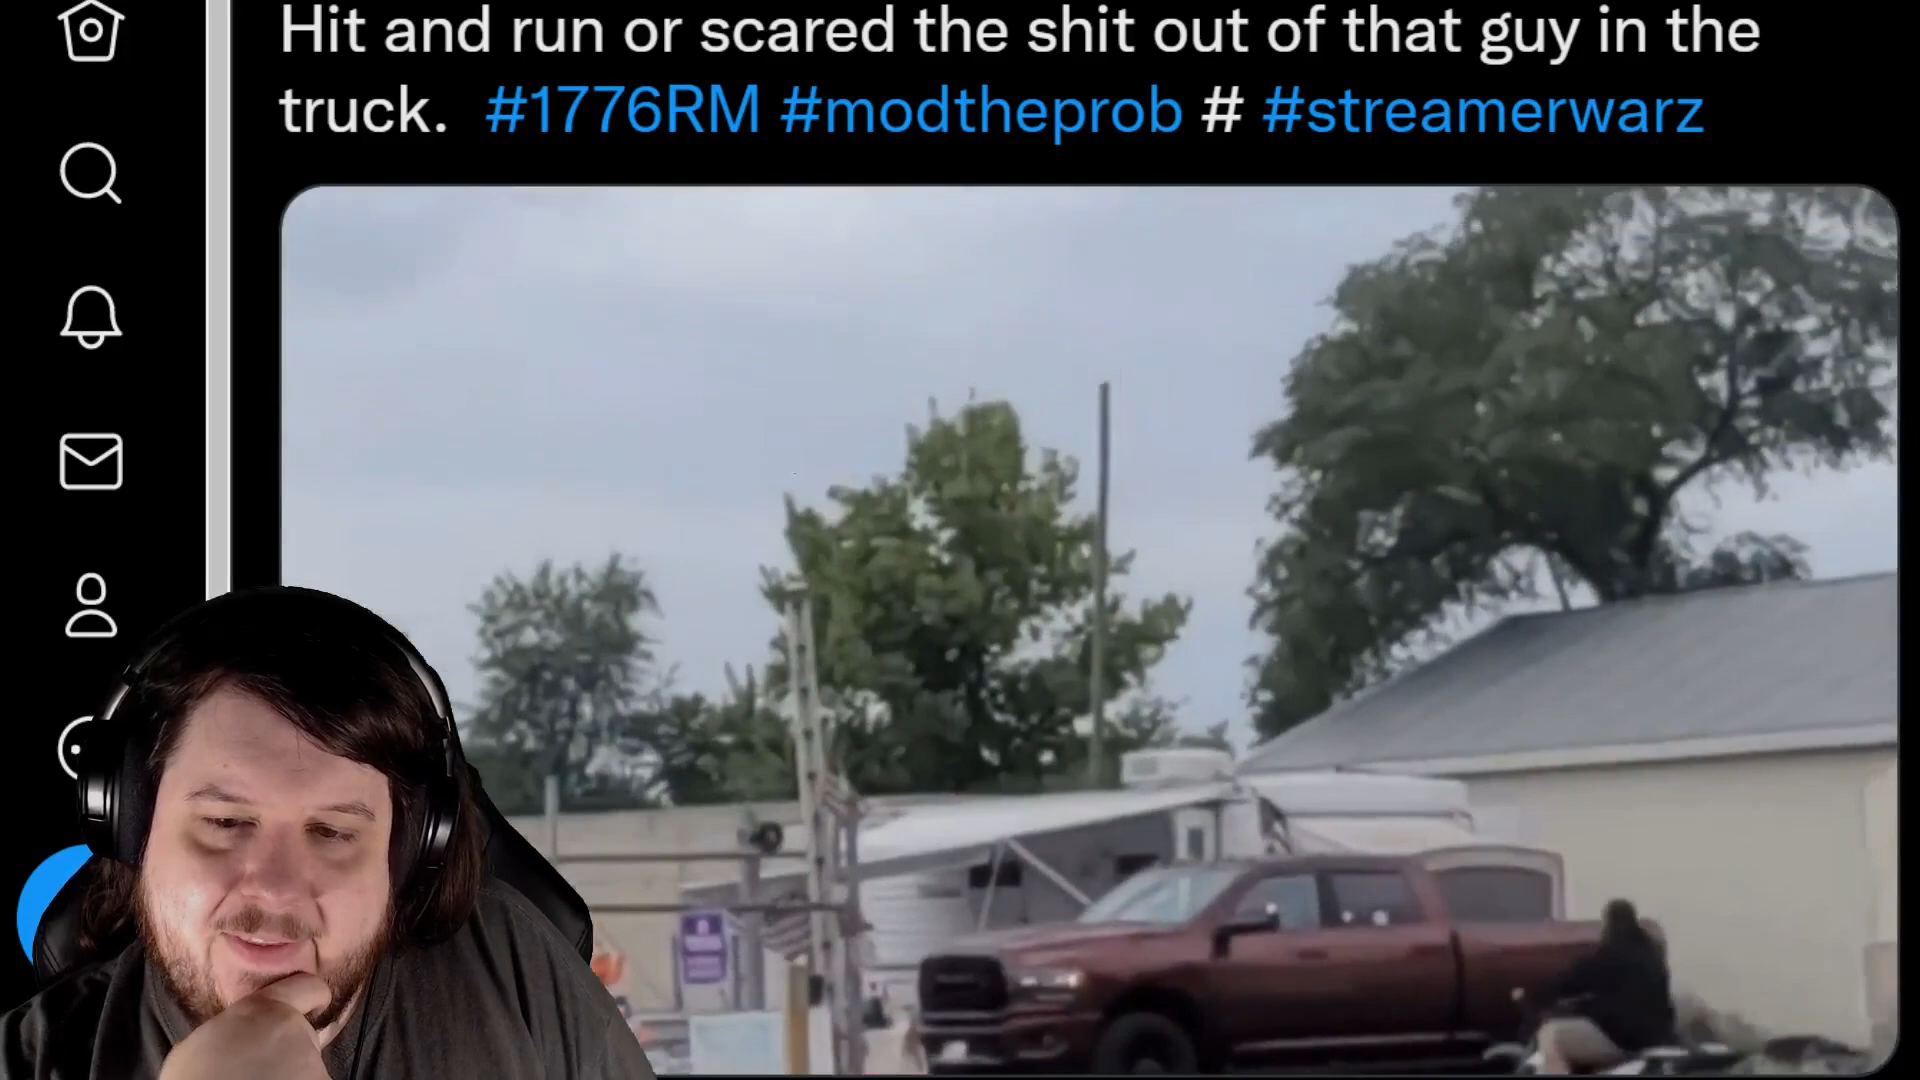 Hit and run or scared the shit out of that guy in the
truck. #1776RM #modtheprob # #streamerwarz